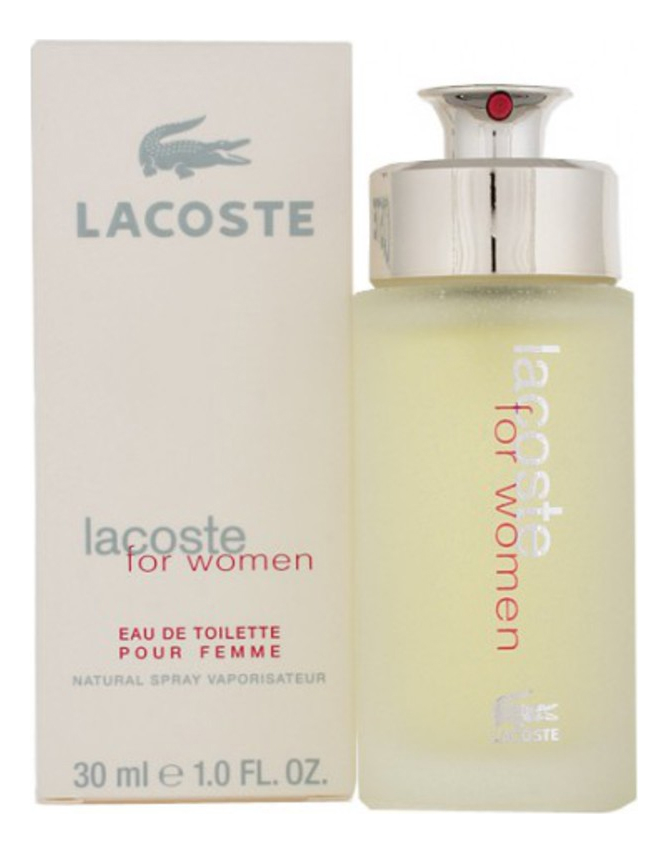 LACOSTE
lacoste
for women
EAU DE TOILETTE
POUR FEMME
NATURAL SPRAY VAPORISATEUR
30 ml ℮ 1.0 FL. OZ.
lacoste
for women
LACOSTE